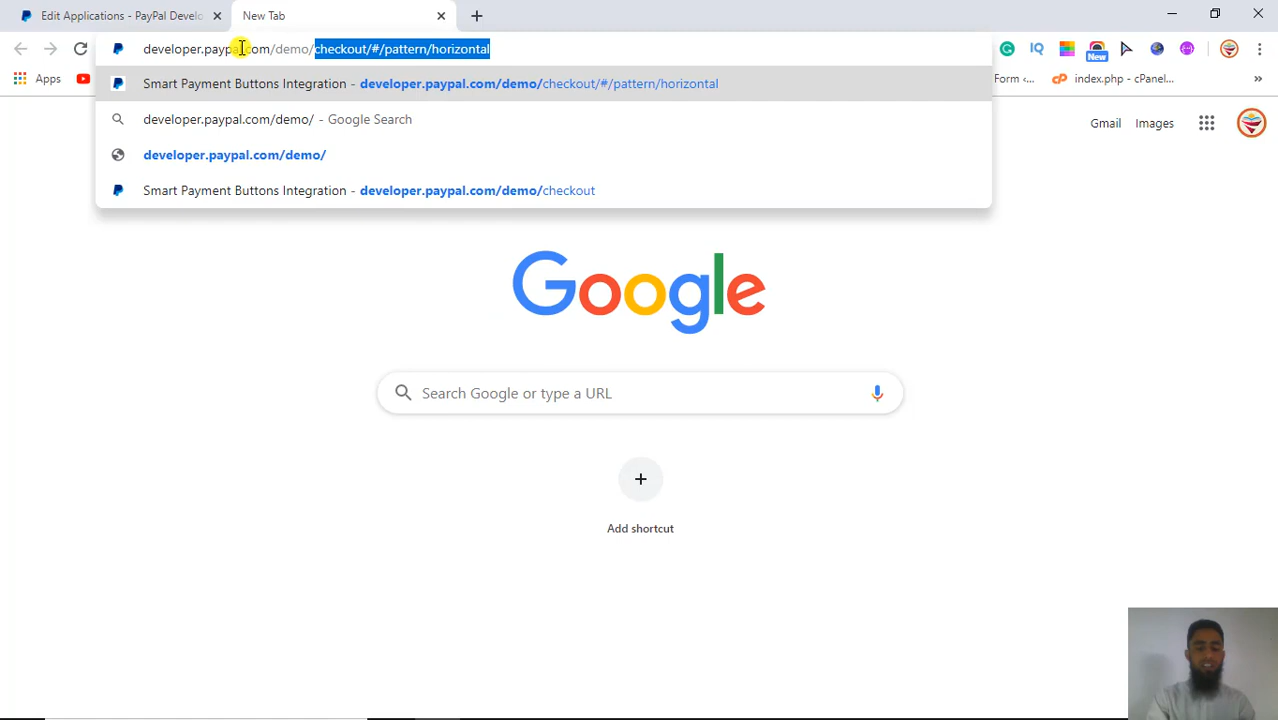 Edit Applications - PayPal Develo
New Tab
developer.paypal.com/demo/checkout/#/pattern/horizontal
IQ
New
Form ‹...
index.php - cPanel...
»
Apps
Smart Payment Buttons Integration - developer.paypal.com/demo/checkout/#/pattern/horizontal
developer.paypal.com/demo/ - Google Search
developer.paypal.com/demo/
Smart Payment Buttons Integration - developer.paypal.com/demo/checkout
Gmail
Images
Google
Search Google or type a URL
Add shortcut